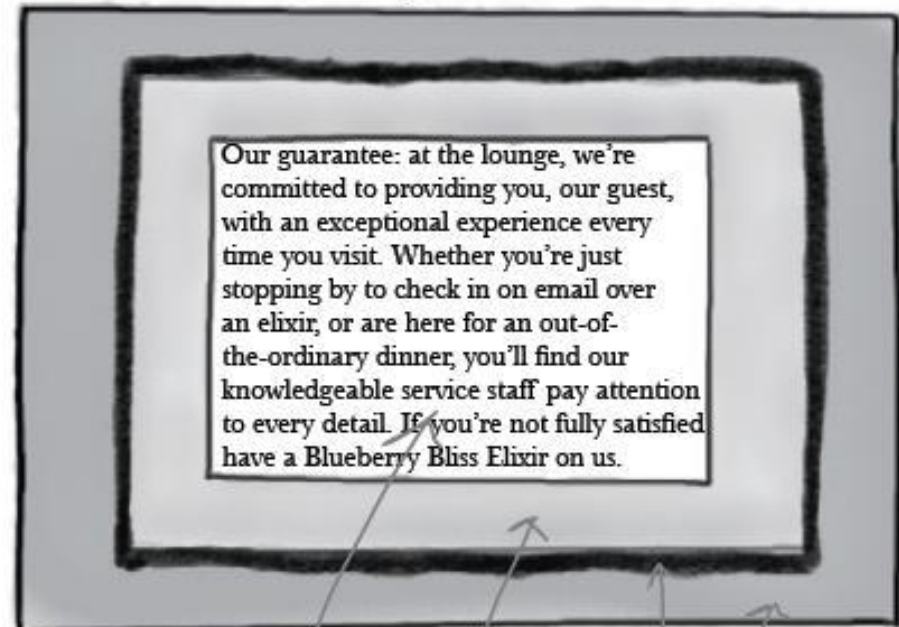 Our guarantee: at the lounge, we're
committed to providing you, our guest,
with an exceptional experience every
time you visit. Whether you're just
stopping by to check in on email over
an elixir, or are here for an out-of-
the-ordinary dinner, you'll find our
knowledgeable service staff pay attention
to every detail. If you're not fully satisfied
have a Blueberry Bliss Elixir on us.